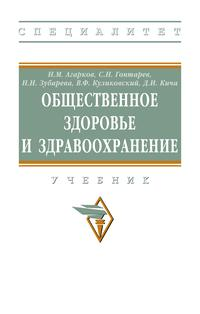 СПЕЦИАЛИТЕТ
Н.М. Агарков, С.Н. Гонтарев,
Н.Н. Зубарева, В.Ф. Куликовский, Д.И. Кича
ОБЩЕСТВЕННОЕ
ЗДОРОВЬЕ
И ЗДРАВООХРАНЕНИЕ
УЧЕБНИК